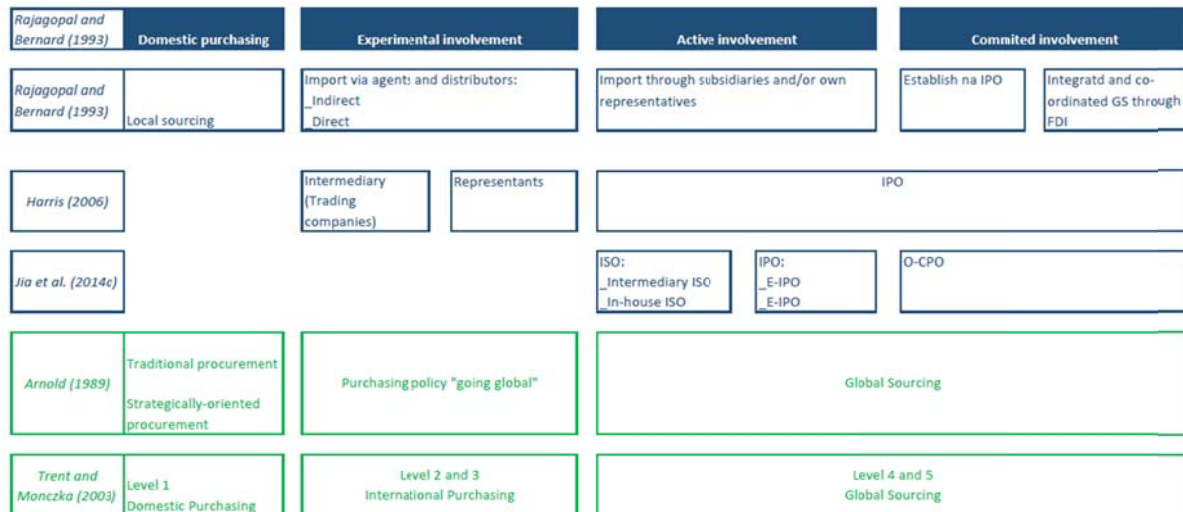 Rajagopal and
Bernard (1993)
Domestic purchasing
Experimental involvement
Active involvement
Commited involvement
Rajagopal and
Bernard (1993)
Local sourcing
Import via agents and distributors:
_Indirect
_Direct
Import through subsidiaries and/or own
representatives
Establish na IPO
Integratd and co-
ordinated GS through
FDI
Harris (2006)
Intermediary
(Trading
companies)
Representants
IPO
Jia et al. (2014c)
ISO:
_Intermediary ISO
_In-house ISO
IPO:
_E-IPO
_E-IPO
O-CPO
Arnold (1989)
Traditional procurement
Strategically-oriented
procurement
Purchasing policy "going global"
Global Sourcing
Trent and
Monczka (2003)
Level 1
Domestic Purchasing
Level 2 and 3
International Purchasing
Level 4 and 5
Global Sourcing